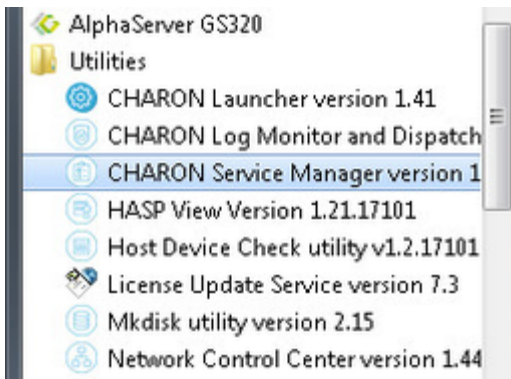 AlphaServer GS320
Utilities
CHARON Launcher version 1.41
CHARON Log Monitor and Dispatch
CHARON Service Manager version 1
HASP View Version 1.21.17101
Host Device Check utility v1.2.17101
License Update Service version 7.3
Mkdisk utility version 2.15
Network Control Center version 1.44